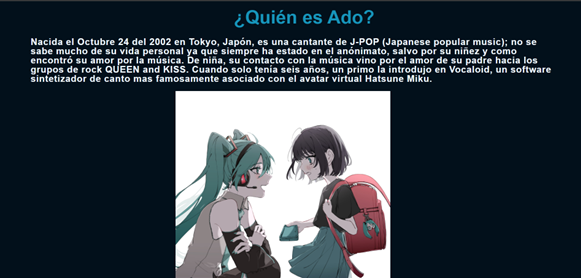 ¿Quién es Ado?
Nacida el Octubre 24 del 2002 en Tokyo, Japón, es una cantante de J-POP (Japanese popular music); no se
sabe mucho de su vida personal ya que siempre ha estado en el anónimato, salvo por su niñez y como
encontró su amor por la música. De niña, su contacto con la música vino por el amor de su padre hacia los
grupos de rock QUEEN and KISS. Cuando solo tenía seis años, un primo la introdujo en Vocaloid, un software
sintetizador de canto mas famosamente asociado con el avatar virtual Hatsune Miku.